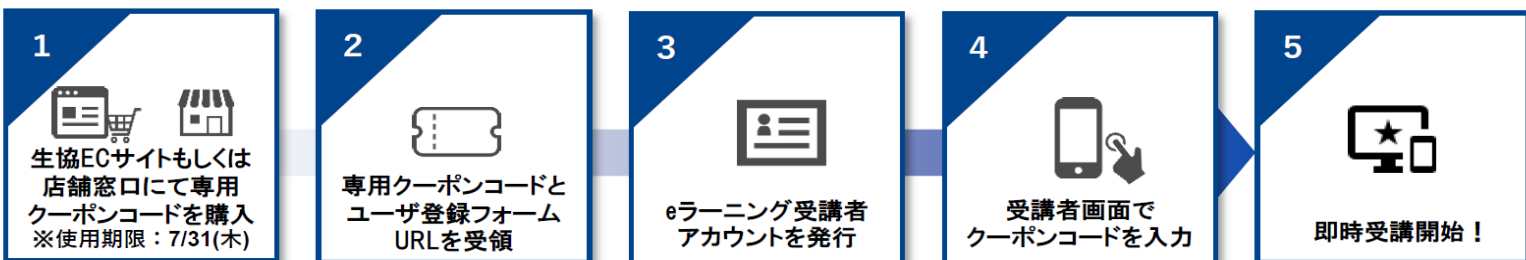 1
生協ECサイトもしくは
店舗窓口にて専用
クーポンコードを購入
※使用期限：7/31(木)
2
専用クーポンコードと
ユーザ登録フォーム
URLを受領
3
eラーニング受講者
アカウントを発行
4
受講者画面で
クーポンコードを入力
5
即時受講開始！